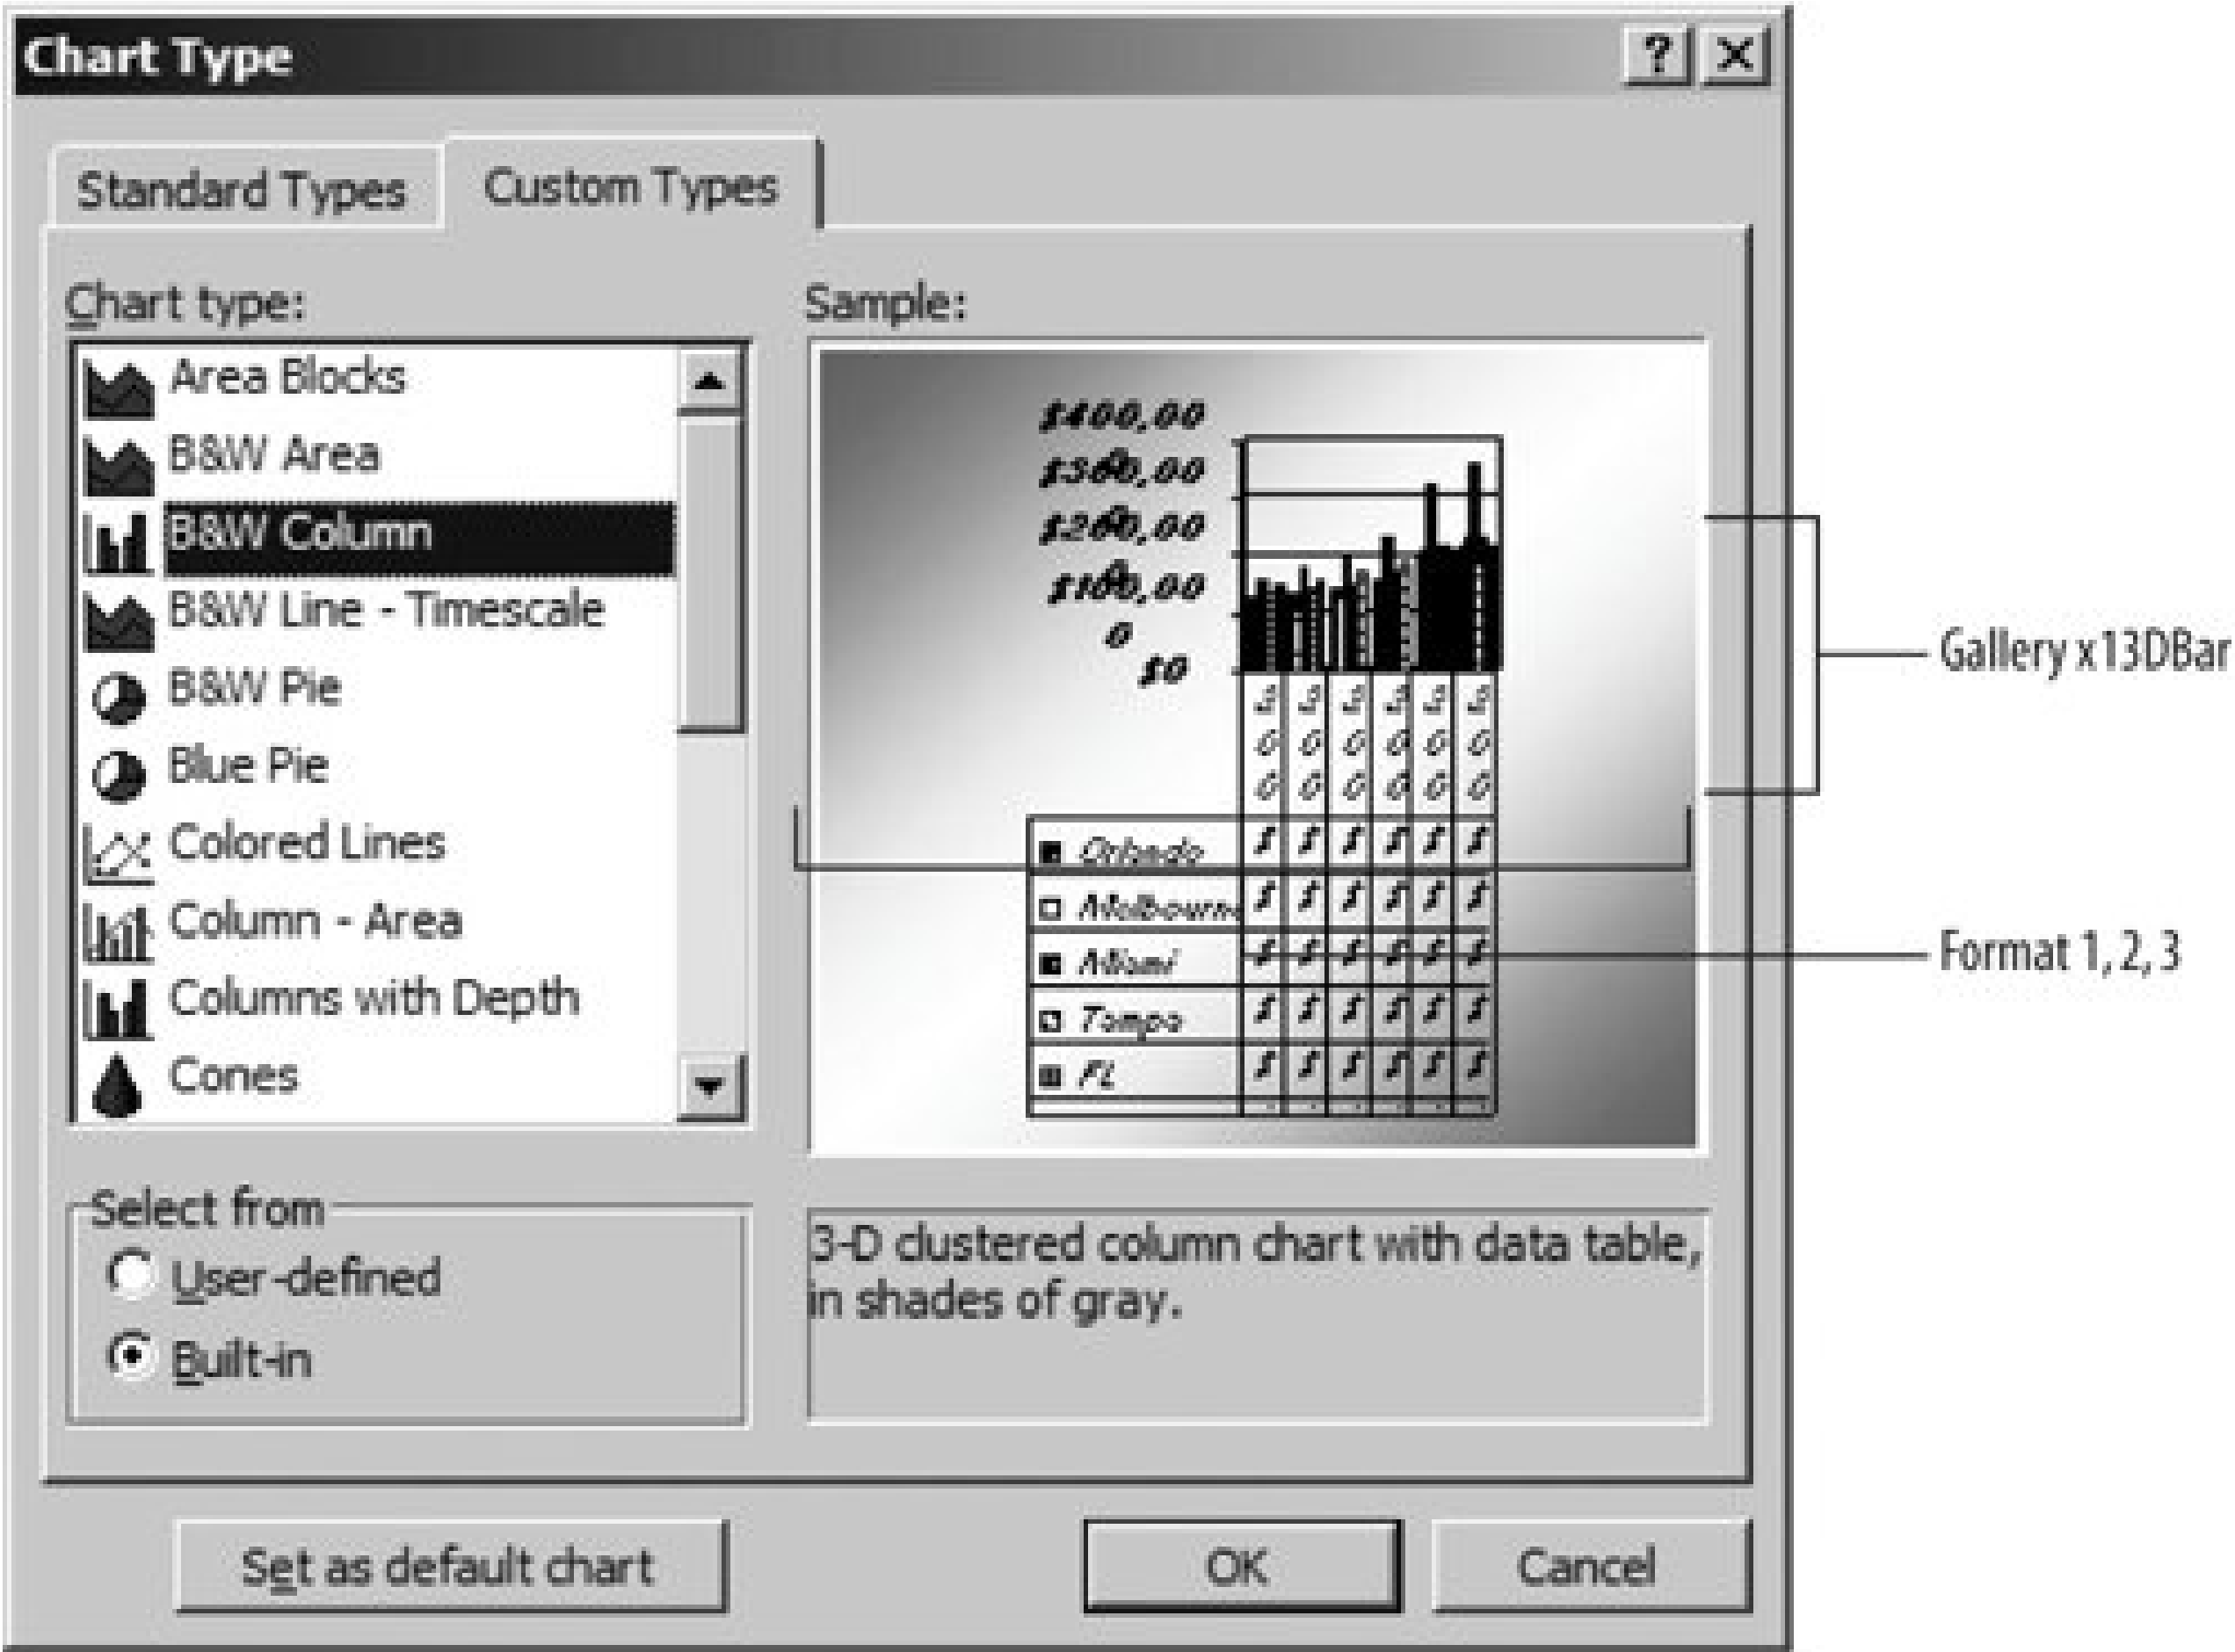 Chart Type
?
Standard Types
Custom Types
Chart type:
Area Blocks
B&W Area
B&W Column
B&W Line - Timescale
B&W Pie
Blue Pie
Colored Lines
Column - Area
Columns with Depth
Cones
Sample:
$400,00
$300,00
$200,00
$100,00
0
$0
Orlando
Melbourne
Miami
Tampa
FL
Gallery x13DBar
Format 1, 2, 3
Select from
User-defined
Built-in
3-D clustered column chart with data table,
in shades of gray.
Set as default chart
OK
Cancel